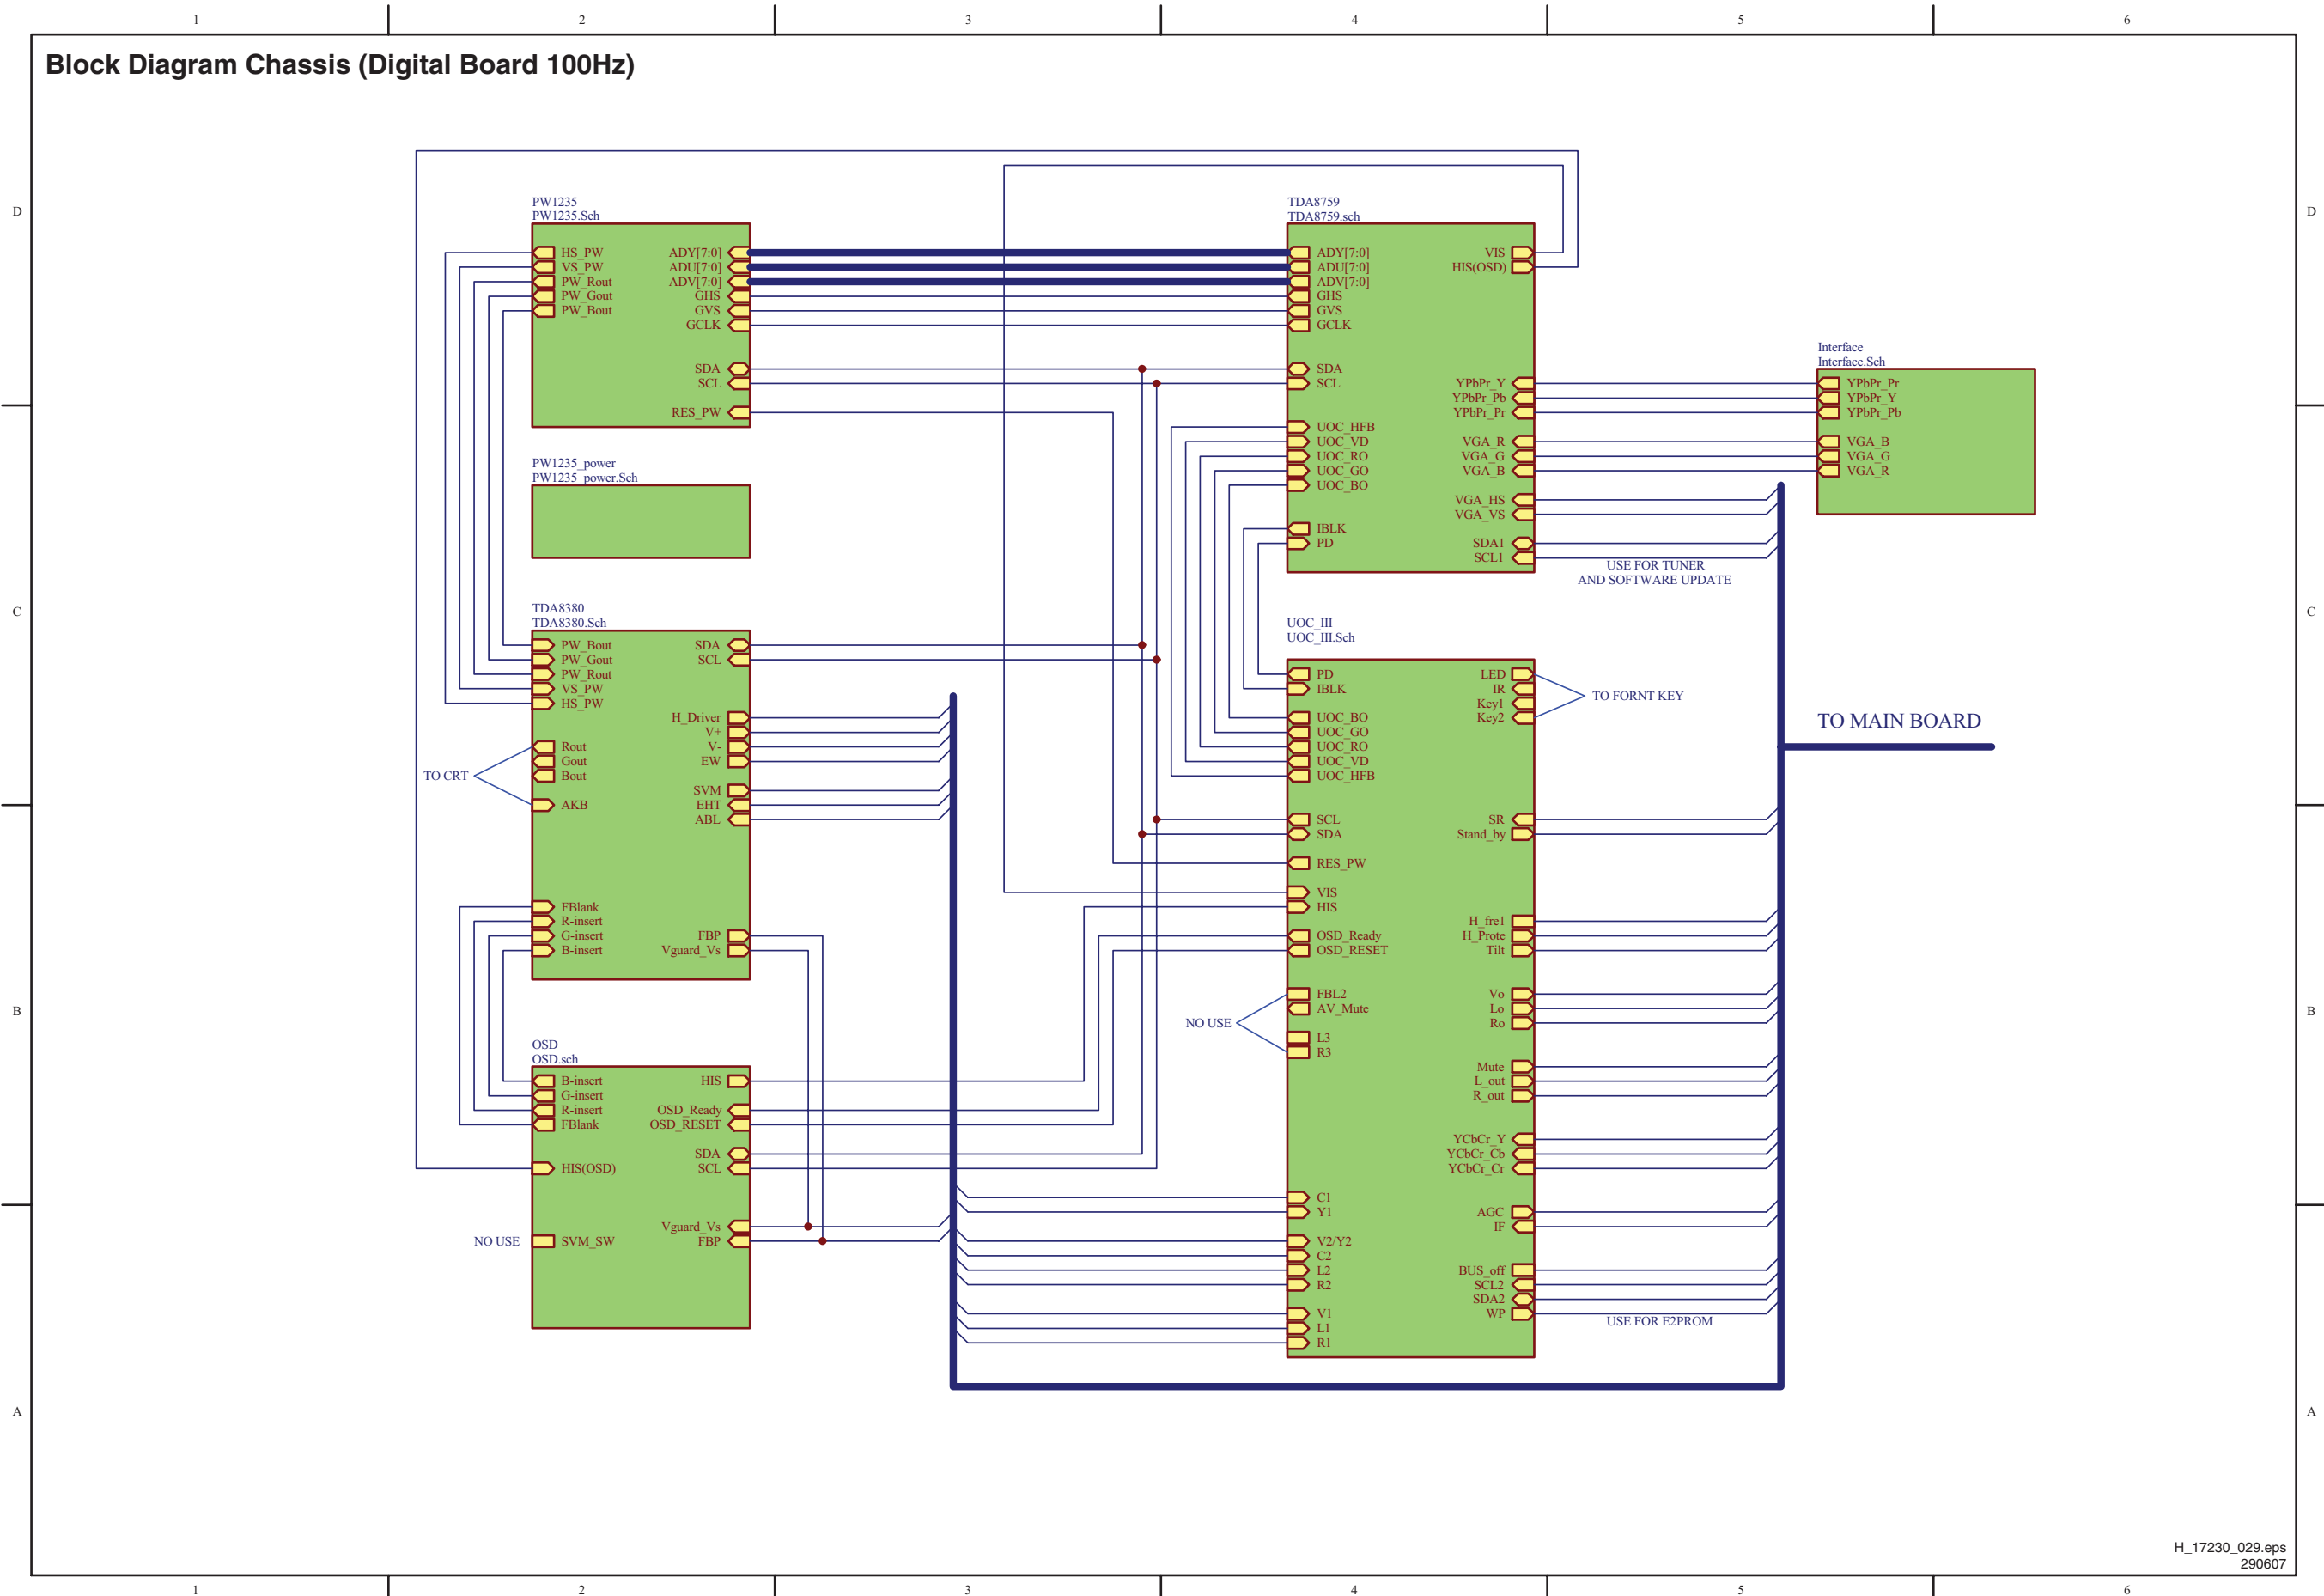 1 2 3 4 5 6
Block Diagram Chassis (Digital Board 100Hz)
D D
PW1235
PW1235.Sch
HS_PW ADY[7:0]
VS_PW ADU[7:0]
PW_Rout ADV[7:0]
PW_Gout GHS
PW_Bout GVS
GCLK
SDA
SCL
RES_PW
TDA8759
TDA8759.sch
ADY[7:0] VIS
ADU[7:0] HIS(OSD)
ADV[7:0]
GHS
GVS
GCLK
SDA
SCL YPbPr_Y
YPbPr_Pb
YPbPr_Pr
UOC_HFB
UOC_VD VGA_R
UOC_RO VGA_G
UOC_GO VGA_B
UOC_BO
VGA_HS
VGA_VS
IBLK
PD SDA1
SCL1
USE FOR TUNER
AND SOFTWARE UPDATE
Interface
Interface.Sch
YPbPr_Pr
YPbPr_Y
YPbPr_Pb
VGA_B
VGA_G
VGA_R
PW1235_power
PW1235_power.Sch
C C
TDA8380
TDA8380.Sch
PW_Bout SDA
PW_Gout SCL
PW_Rout
VS_PW
HS_PW
H_Driver
V+
Rout V-
Gout EW
TO CRT Bout
SVM
AKB EHT
ABL
FBlank
R-insert
G-insert FBP
B-insert Vguard_Vs
UOC_III
UOC_III.Sch
PD LED
IBLK IR
Key1
UOC_BO Key2
TO FORNT KEY
UOC_GO
UOC_RO
UOC_VD
UOC_HFB
TO MAIN BOARD
SCL SR
SDA Stand_by
RES_PW
VIS
HIS
H_fre1
OSD_Ready H_Prote
OSD_RESET Tilt
FBL2 Vo
AV_Mute Lo
NO USE Ro
L3
R3
Mute
L_out
R_out
YCbCr_Y
YCbCr_Cb
YCbCr_Cr
C1
Y1 AGC
IF
V2/Y2
C2
L2 BUS_off
R2 SCL2
SDA2
V1 WP
L1 USE FOR E2PROM
R1
B B
OSD
OSD.sch
B-insert HIS
G-insert
R-insert OSD_Ready
FBlank OSD_RESET
SDA
HIS(OSD) SCL
Vguard_Vs
NO USE SVM_SW FBP
A A
H_17230_029.eps
290607
1 2 3 4 5 6